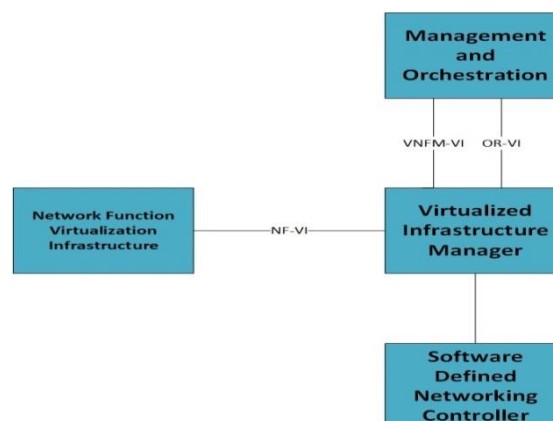 Management
and
Orchestration
VNFM-VI
OR-VI
Network Function
Virtualization
Infrastructure
NF-VI
Virtualized
Infrastructure
Manager
Software
Defined
Networking
Controller